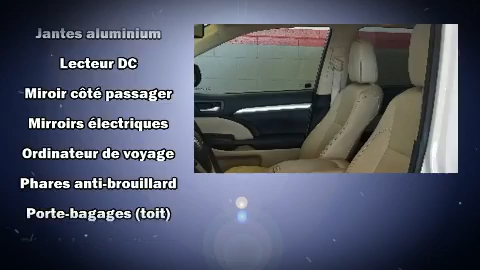 Jantes aluminium
Lecteur DC
Miroir côté passager
Mirroirs électriques
Ordinateur de voyage
Phares anti-brouillard
Porte-bagages (toit)